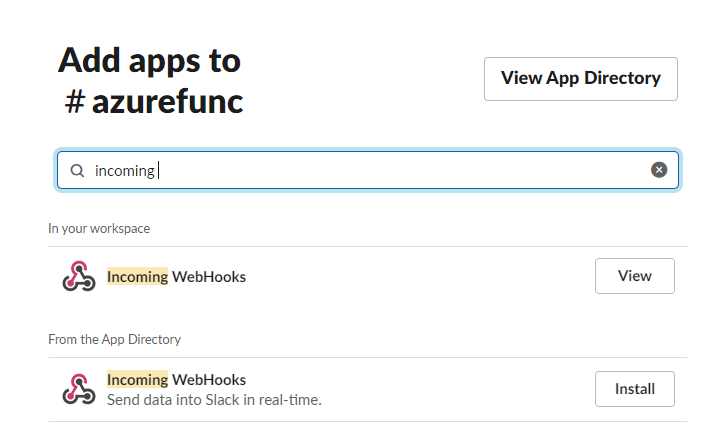 Add apps to
# azurefunc
View App Directory
incoming
In your workspace
Incoming WebHooks
View
From the App Directory
Incoming WebHooks
Send data into Slack in real-time.
Install